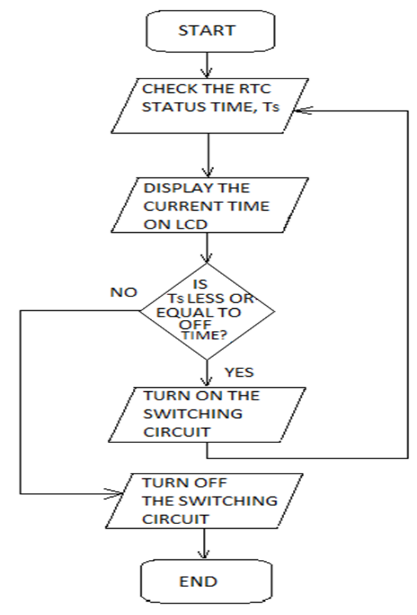 START
CHECK THE RTC
STATUS TIME, Ts
DISPLAY THE
CURRENT TIME
ON LCD
IS
Ts LESS OR
EQUAL TO
OFF
TIME?
NO
YES
TURN ON THE
SWITCHING
CIRCUIT
TURN OFF
THE SWITCHING
CIRCUIT
END